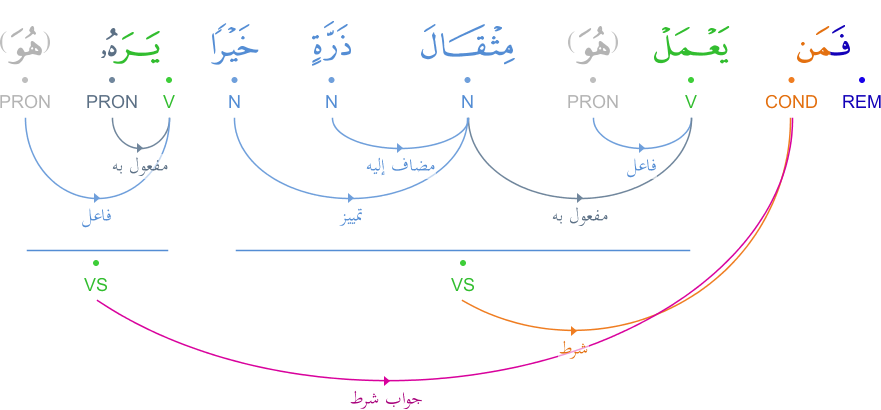 فَمَن يَعْمَلْ (هُوَ) مِثْقَالَ ذَرَّةٍ خَيْرًا يَرَهُۥ (هُوَ)
REM COND V PRON N N N V PRON PRON
فاعل مضاف إليه مفعول به
مفعول به تمييز فاعل
VS VS
شرط
جواب شرط